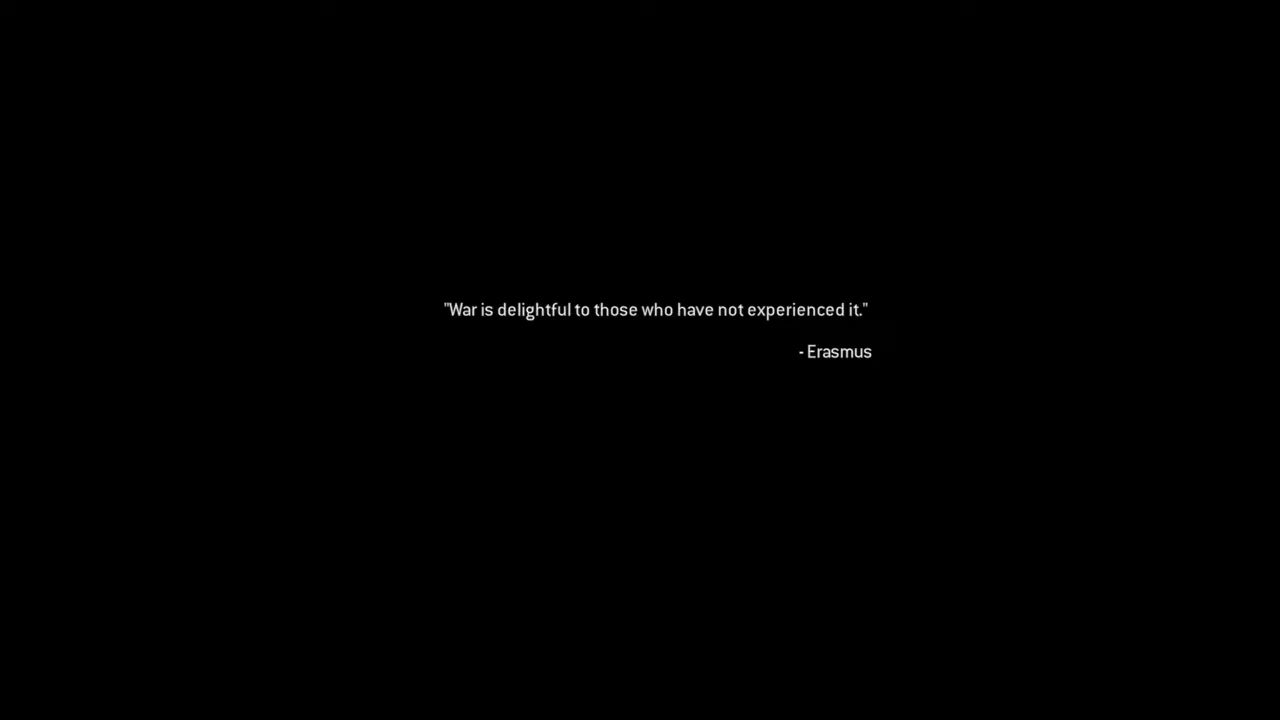 "War is delightful to those who have not experienced it."
- Erasmus